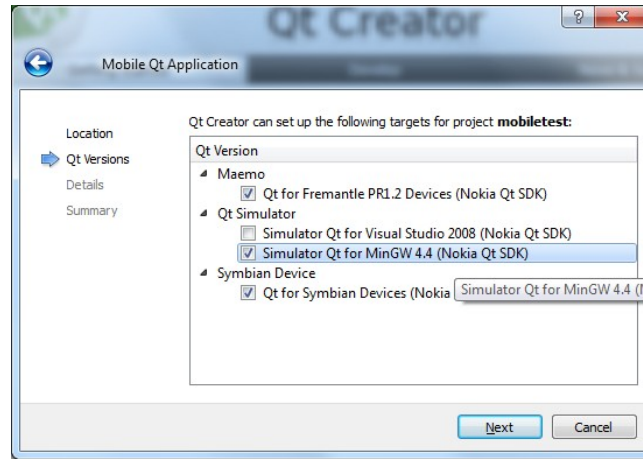 Qt Creator
Mobile Qt Application
Qt Creator can set up the following targets for project mobiletest:
Location
Qt Versions
Details
Summary
Qt Version
Maemo
Qt for Fremantle PR1.2 Devices (Nokia Qt SDK)
Qt Simulator
Simulator Qt for Visual Studio 2008 (Nokia Qt SDK)
Simulator Qt for MinGW 4.4 (Nokia Qt SDK)
Symbian Device
Qt for Symbian Devices (Nokia
Simulator Qt for MinGW 4.4 (
Next
Cancel